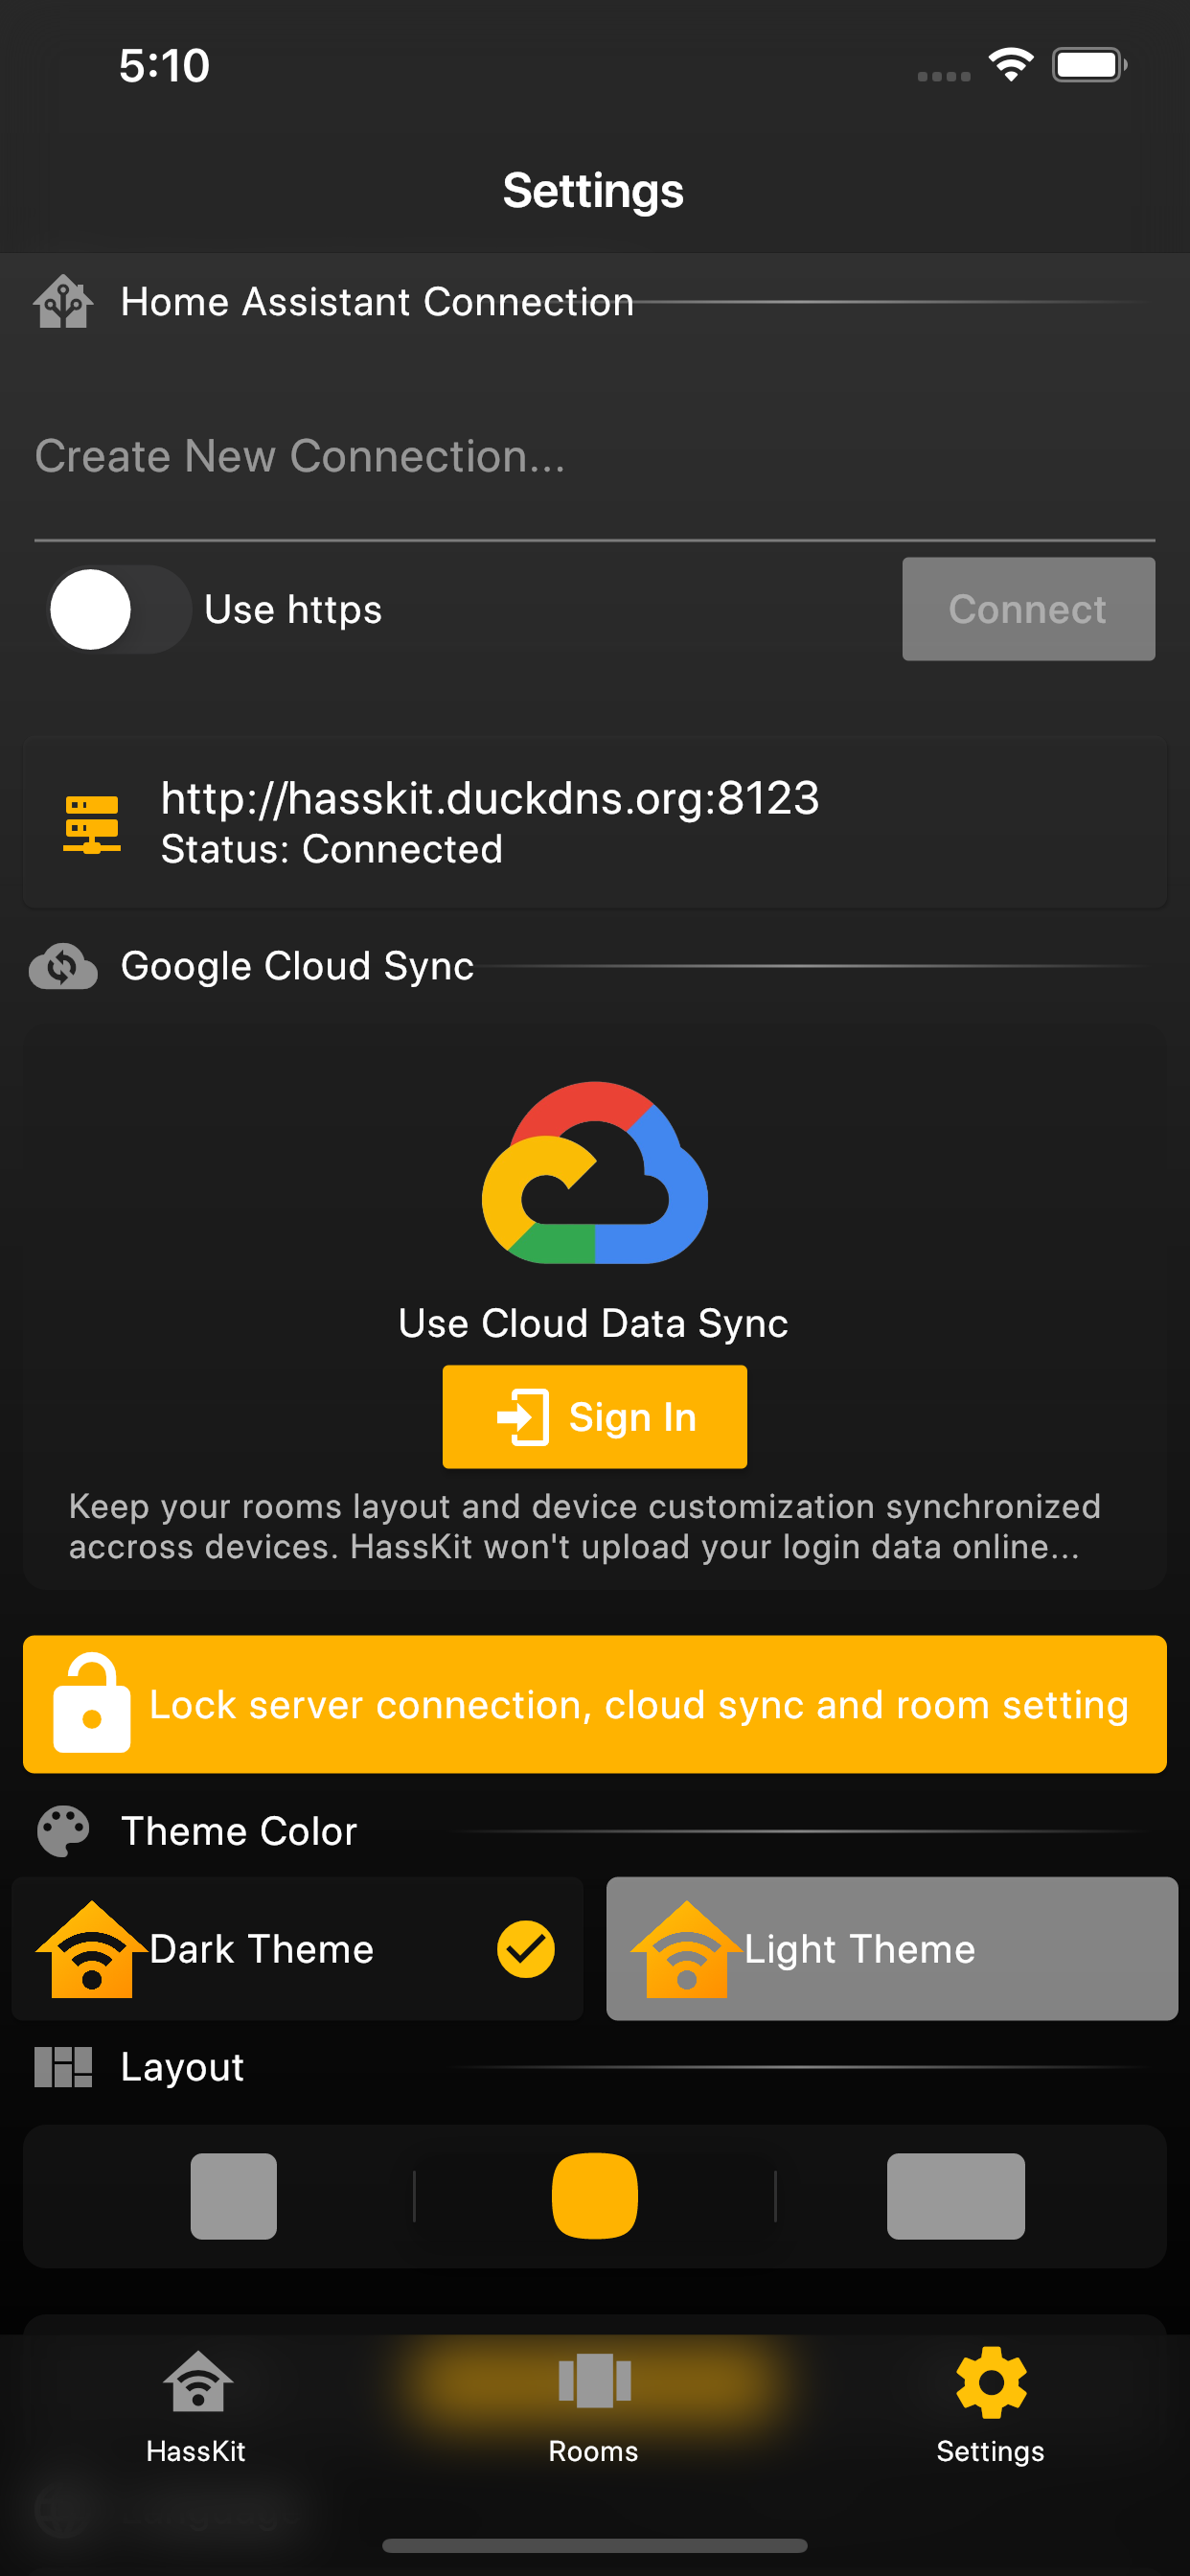 5:10
Settings
Home Assistant Connection
Create New Connection...
Use https
Connect
http://hasskit.duckdns.org:8123
Status: Connected
Google Cloud Sync
Use Cloud Data Sync
Sign In
Keep your rooms layout and device customization synchronized
accross devices. HassKit won't upload your login data online...
Lock server connection, cloud sync and room setting
Theme Color
Dark Theme
Light Theme
Layout
HassKit
Rooms
Settings